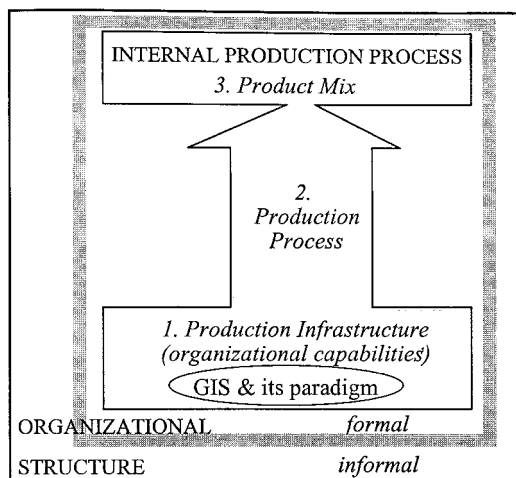 INTERNAL PRODUCTION PROCESS
3. Product Mix
2.
Production
Process
1. Production Infrastructure
(organizational capabilities)
GIS & its paradigm
ORGANIZATIONAL formal
STRUCTURE informal